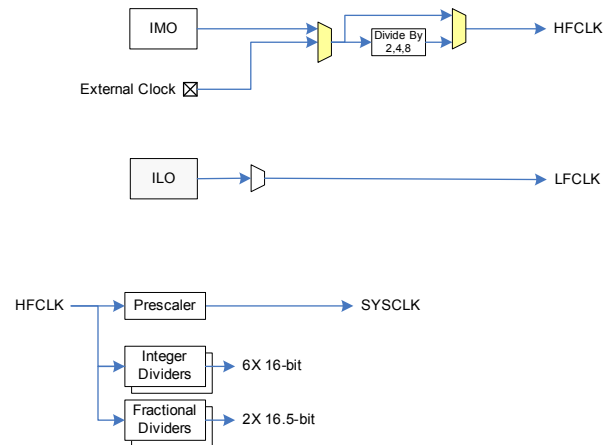 IMO
Divide By
2,4,8
HFCLK
External Clock
ILO
LFCLK
HFCLK
Prescaler
SYSCLK
Integer
Dividers
6X 16-bit
Fractional
Dividers
2X 16.5-bit